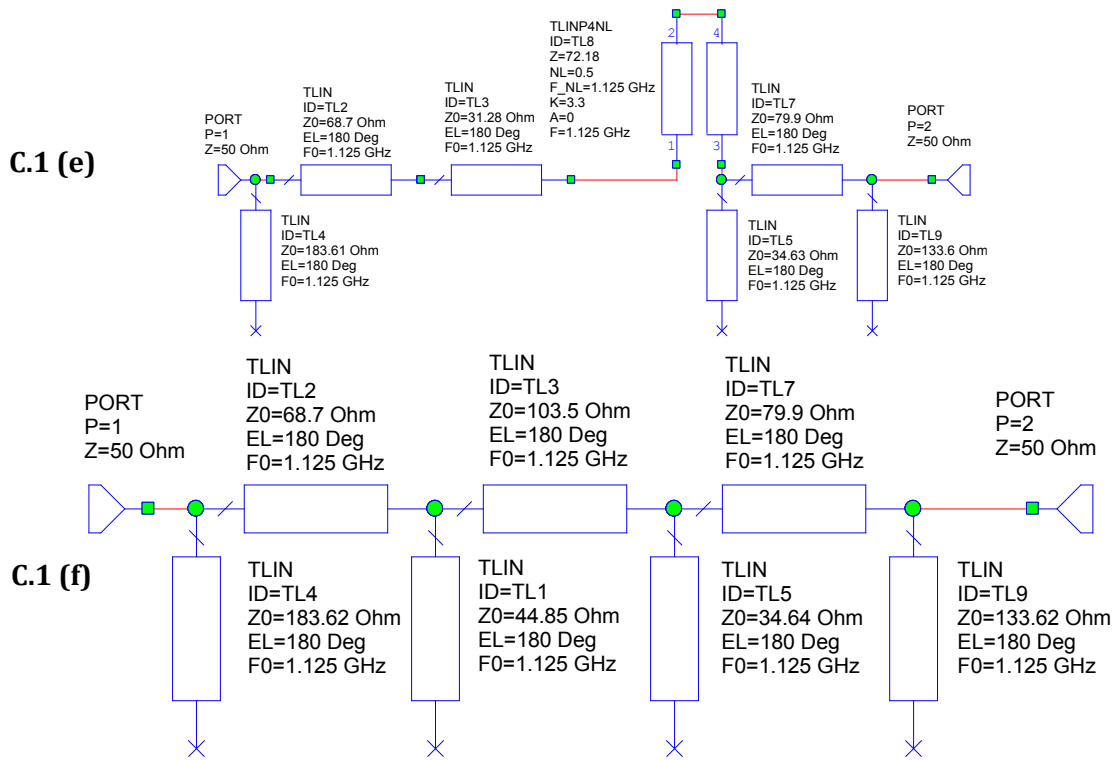 C.1 (e)
PORT
P=1
Z=50 Ohm
TLIN
ID=TL2
Z0=68.7 Ohm
EL=180 Deg
F0=1.125 GHz
TLIN
ID=TL3
Z0=31.28 Ohm
EL=180 Deg
F0=1.125 GHz
TLINP4NL
ID=TL8
Z=72.18
NL=0.5
F_NL=1.125 GHz
K=3.3
A=0
F=1.125 GHz
2
4
1
3
TLIN
ID=TL7
Z0=79.9 Ohm
EL=180 Deg
F0=1.125 GHz
PORT
P=2
Z=50 Ohm
TLIN
ID=TL4
Z0=183.61 Ohm
EL=180 Deg
F0=1.125 GHz
TLIN
ID=TL5
Z0=34.63 Ohm
EL=180 Deg
F0=1.125 GHz
TLIN
ID=TL9
Z0=133.6 Ohm
EL=180 Deg
F0=1.125 GHz
C.1 (f)
PORT
P=1
Z=50 Ohm
TLIN
ID=TL2
Z0=68.7 Ohm
EL=180 Deg
F0=1.125 GHz
TLIN
ID=TL3
Z0=103.5 Ohm
EL=180 Deg
F0=1.125 GHz
TLIN
ID=TL7
Z0=79.9 Ohm
EL=180 Deg
F0=1.125 GHz
PORT
P=2
Z=50 Ohm
TLIN
ID=TL4
Z0=183.62 Ohm
EL=180 Deg
F0=1.125 GHz
TLIN
ID=TL1
Z0=44.85 Ohm
EL=180 Deg
F0=1.125 GHz
TLIN
ID=TL5
Z0=34.64 Ohm
EL=180 Deg
F0=1.125 GHz
TLIN
ID=TL9
Z0=133.62 Ohm
EL=180 Deg
F0=1.125 GHz